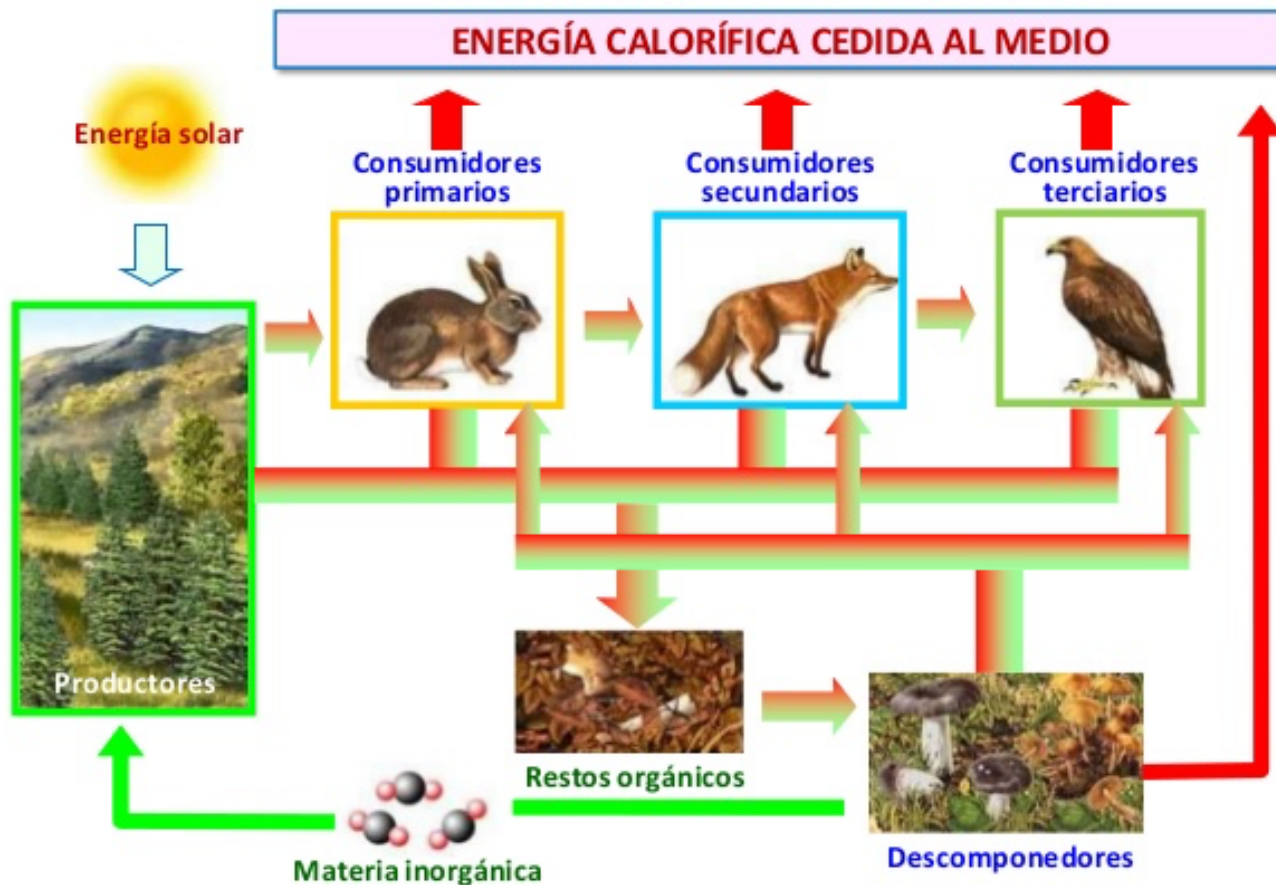 ENERGÍA CALORÍFICA CEDIDA AL MEDIO
Energía solar
Consumidores
primarios
Consumidores
secundarios
Consumidores
terciarios
Productores
Restos orgánicos
Materia inorgánica
Descomponedores